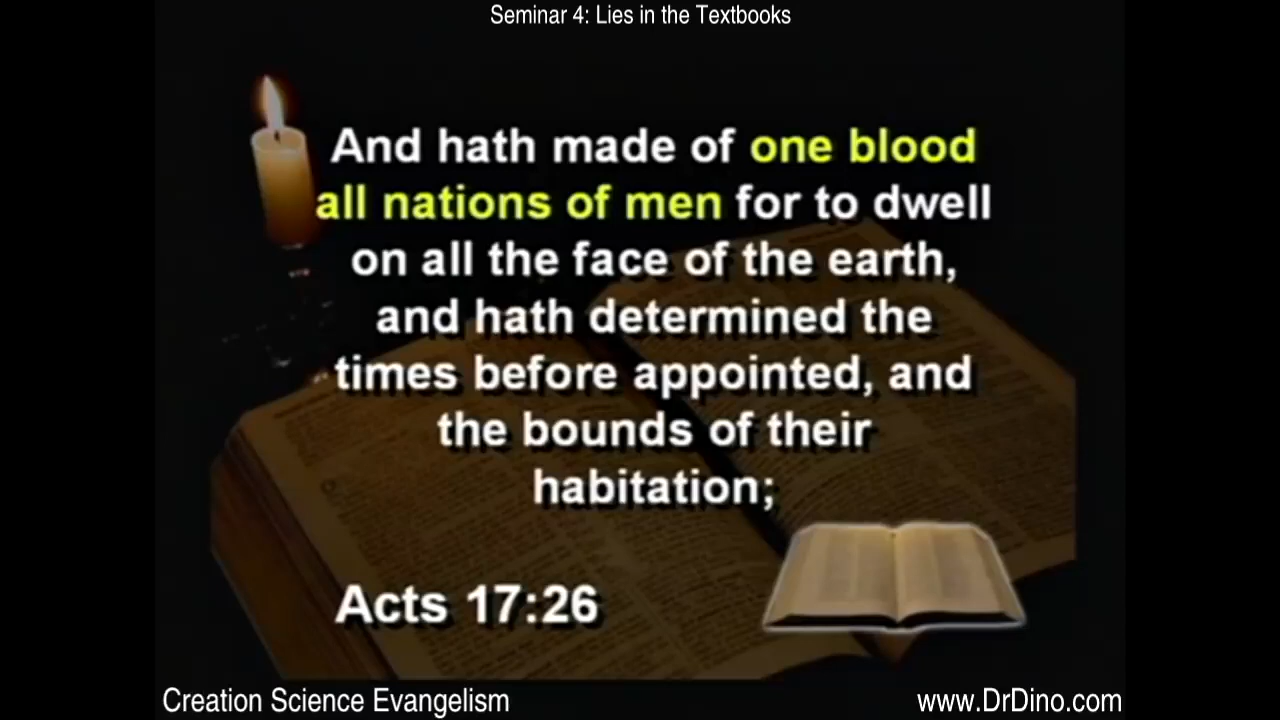 Seminar 4: Lies in the Textbooks
And hath made of one blood
all nations of men for to dwell
on all the face of the earth,
and hath determined the
times before appointed, and
the bounds of their
habitation;
Acts 17:26
Creation Science Evangelism
www.DrDino.com